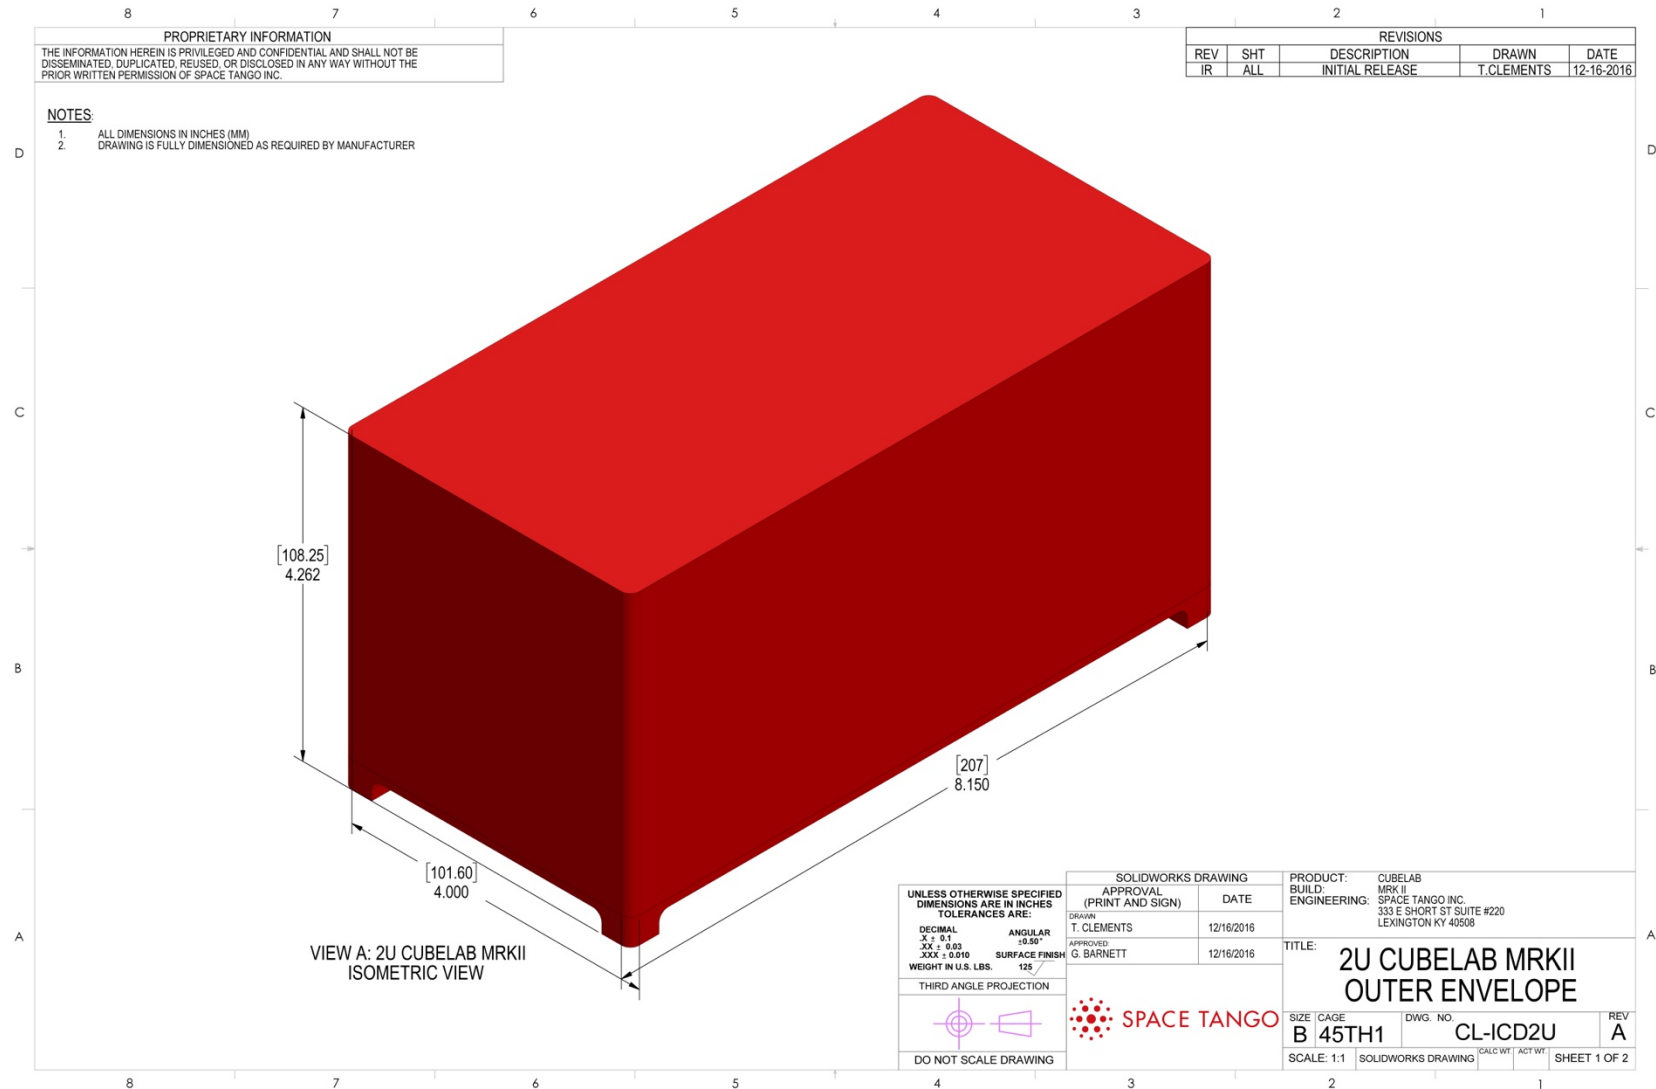 8 7 6 5 4 3 2 1
PROPRIETARY INFORMATION
THE INFORMATION HEREIN IS PRIVILEGED AND CONFIDENTIAL AND SHALL NOT BE
DISSEMINATED, DUPLICATED, REUSED, OR DISCLOSED IN ANY WAY WITHOUT THE
PRIOR WRITTEN PERMISSION OF SPACE TANGO INC.
REVISIONS
REV SHT DESCRIPTION DRAWN DATE
IR ALL INITIAL RELEASE T.CLEMENTS 12-16-2016
NOTES:
1. ALL DIMENSIONS IN INCHES (MM)
2. DRAWING IS FULLY DIMENSIONED AS REQUIRED BY MANUFACTURER
D D
C C
[108.25]
4.262
B B
[207]
8.150
[101.60]
4.000
A A
VIEW A: 2U CUBELAB MRKII
ISOMETRIC VIEW
UNLESS OTHERWISE SPECIFIED
DIMENSIONS ARE IN INCHES
TOLERANCES ARE:
DECIMAL
.X ± 0.1
.XX ± 0.03
.XXX ± 0.010
ANGULAR
±0.50°
SURFACE FINISH
125
WEIGHT IN U.S. LBS.
THIRD ANGLE PROJECTION
DO NOT SCALE DRAWING
SOLIDWORKS DRAWING
APPROVAL
(PRINT AND SIGN)
DATE
DRAWN
T. CLEMENTS 12/16/2016
APPROVED:
G. BARNETT 12/16/2016
SPACE TANGO
PRODUCT: CUBELAB
BUILD: MRK II
ENGINEERING: SPACE TANGO INC.
333 E SHORT ST SUITE #220
LEXINGTON KY 40508
TITLE:
2U CUBELAB MRKII
OUTER ENVELOPE
SIZE CAGE DWG. NO. REV
B 45TH1 CL-ICD2U A
SCALE: 1:1 SOLIDWORKS DRAWING CALC WT. ACT WT. SHEET 1 OF 2
8 7 6 5 4 3 2 1